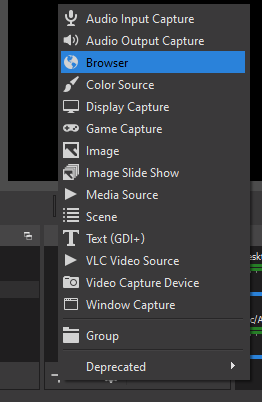 Audio Input Capture
Audio Output Capture
Browser
Color Source
Display Capture
Game Capture
Image
Image Slide Show
Media Source
Scene
Text (GDI+)
VLC Video Source
Video Capture Device
Window Capture
Group
Deprecated